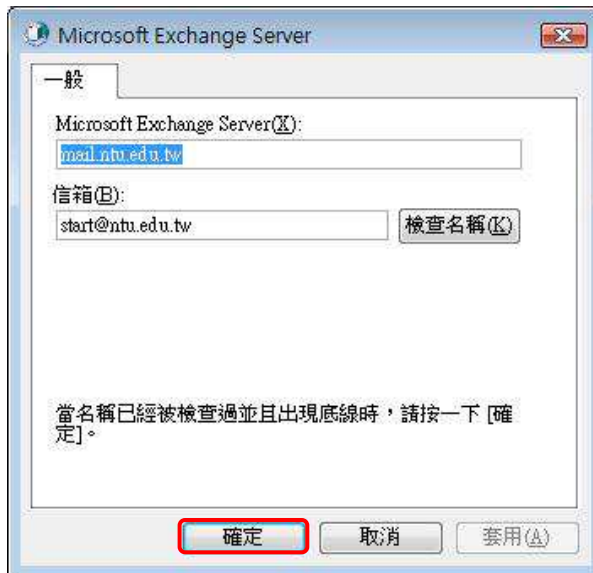 Microsoft Exchange Server
一般
Microsoft Exchange Server(X):
mail.ntu.edu.tw
信箱(B):
start@ntu.edu.tw
檢查名稱(K)
當名稱已經被檢查過並且出現底線時，請按一下 [確
定]。
確定
取消
套用(A)